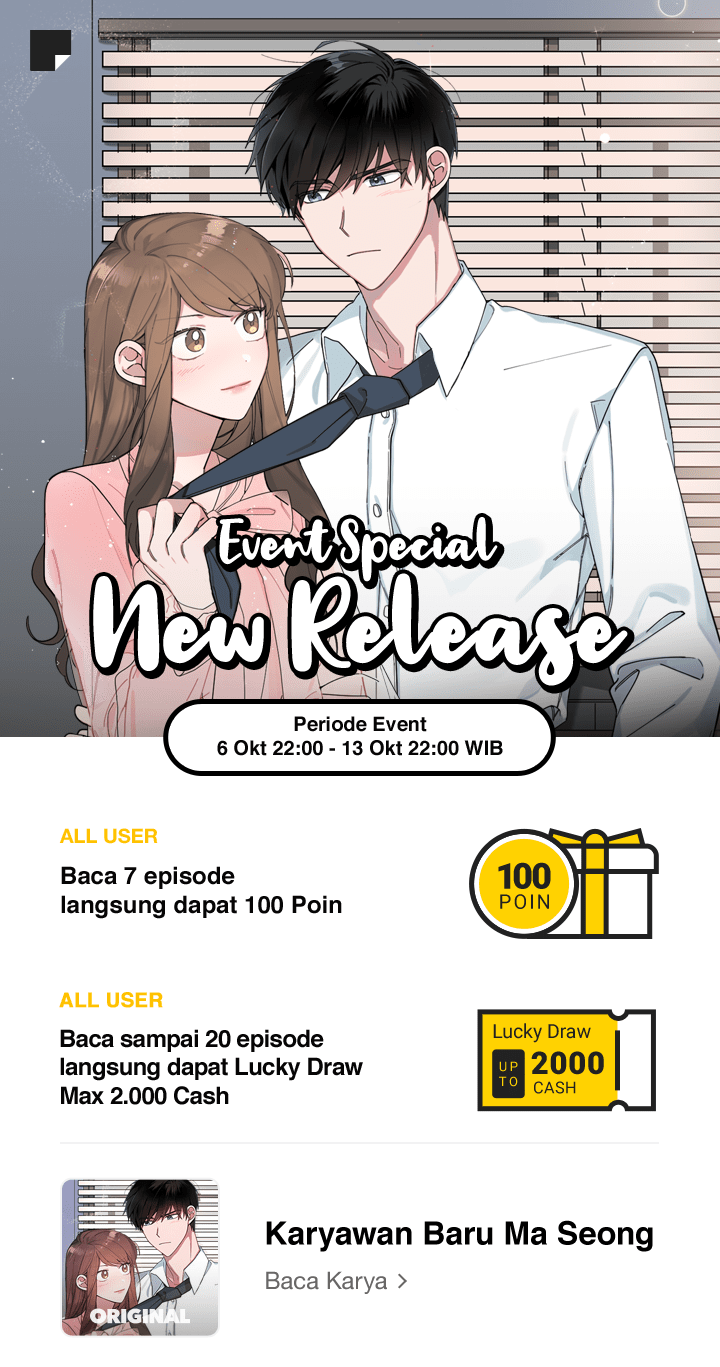 Event Special
New Release
Periode Event
6 Okt 22:00 - 13 Okt 22:00 WIB
ALL USER
Baca 7 episode
langsung dapat 100 Poin
100
POIN
ALL USER
Baca sampai 20 episode
langsung dapat Lucky Draw
Max 2.000 Cash
Lucky Draw
UP
TO
2000
CASH
ORIGINAL
Karyawan Baru Ma Seong
Baca Karya >